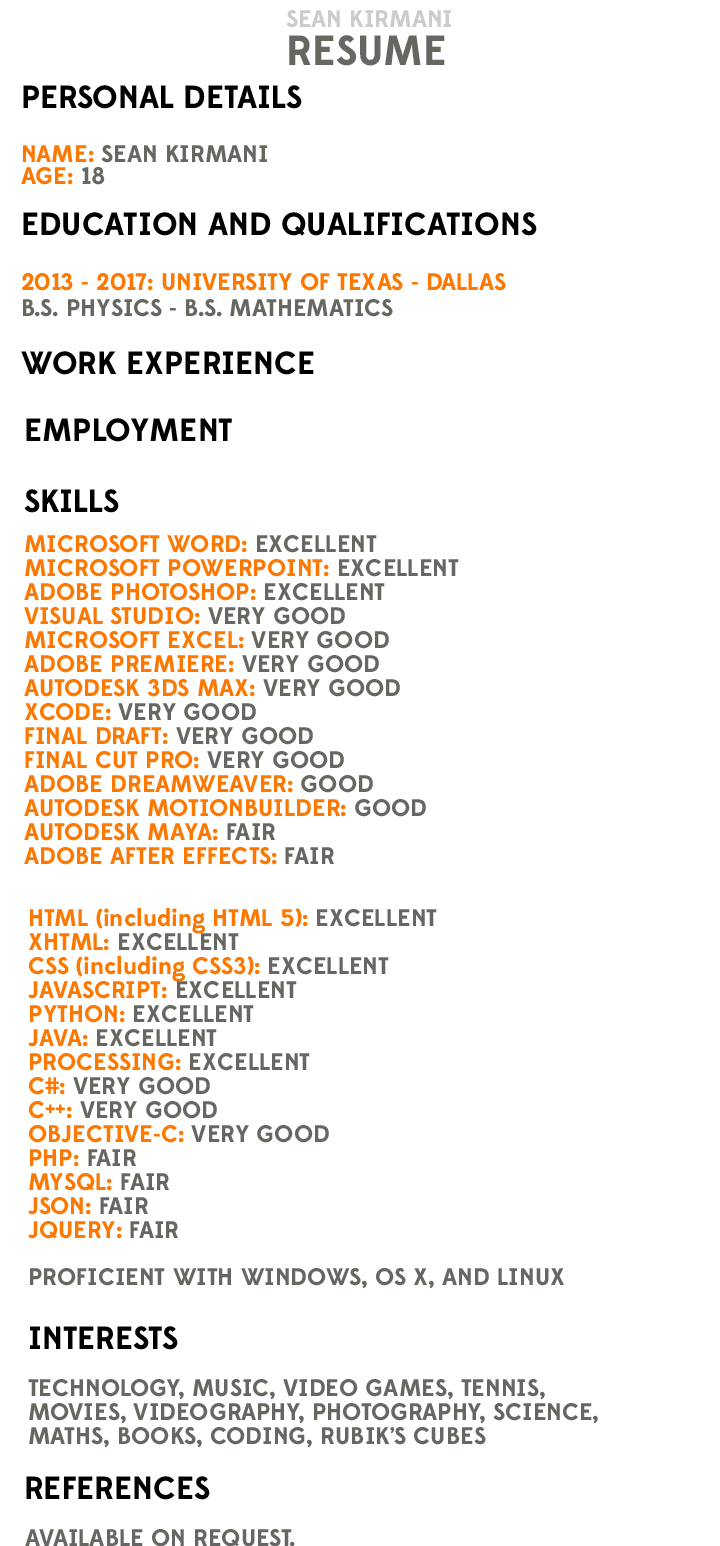 SEAN KIRMANI
RESUME
PERSONAL DETAILS
NAME: SEAN KIRMANI
AGE: 18
EDUCATION AND QUALIFICATIONS
2013 - 2017: UNIVERSITY OF TEXAS - DALLAS
B.S. PHYSICS - B.S. MATHEMATICS
WORK EXPERIENCE
EMPLOYMENT
SKILLS
MICROSOFT WORD: EXCELLENT
MICROSOFT POWERPOINT: EXCELLENT
ADOBE PHOTOSHOP: EXCELLENT
VISUAL STUDIO: VERY GOOD
MICROSOFT EXCEL: VERY GOOD
ADOBE PREMIERE: VERY GOOD
AUTODESK 3DS MAX: VERY GOOD
XCODE: VERY GOOD
FINAL DRAFT: VERY GOOD
FINAL CUT PRO: VERY GOOD
ADOBE DREAMWEAVER: GOOD
AUTODESK MOTIONBUILDER: GOOD
AUTODESK MAYA: FAIR
ADOBE AFTER EFFECTS: FAIR
HTML (including HTML 5): EXCELLENT
XHTML: EXCELLENT
CSS (including CSS3): EXCELLENT
JAVASCRIPT: EXCELLENT
PYTHON: EXCELLENT
JAVA: EXCELLENT
PROCESSING: EXCELLENT
C#: VERY GOOD
C++: VERY GOOD
OBJECTIVE-C: VERY GOOD
PHP: FAIR
MYSQL: FAIR
JSON: FAIR
JQUERY: FAIR
PROFICIENT WITH WINDOWS, OS X, AND LINUX
INTERESTS
TECHNOLOGY, MUSIC, VIDEO GAMES, TENNIS,
MOVIES, VIDEOGRAPHY, PHOTOGRAPHY, SCIENCE,
MATHS, BOOKS, CODING, RUBIK'S CUBES
REFERENCES
AVAILABLE ON REQUEST.